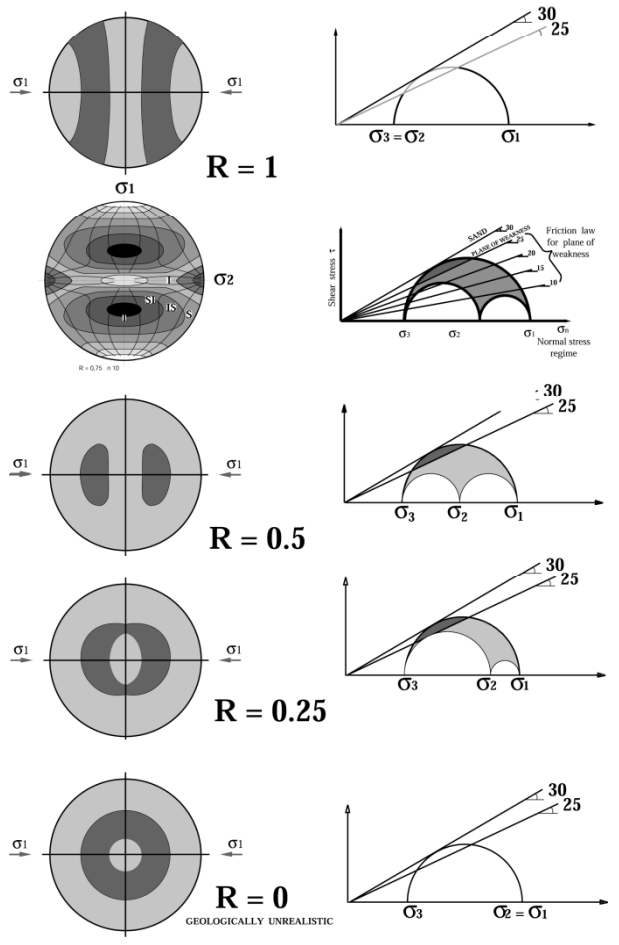 30
25
σ1
σ1
σ3 = σ2
σ1
R = 1
σ1
σ2
I
SI
IS
S
R = 0,75 n 10
Shear stress τ
SAND
30
PLANE OF WEAKNESS
25
20
15
10
Friction law
for plane of
weakness
σ3
σ2
σ1
σn
Normal stress
regime
30
25
σ1
σ1
σ3
σ2
σ1
R = 0.5
30
25
σ1
σ1
σ3
σ2
σ1
R = 0.25
30
25
σ1
σ1
σ3
σ2 = σ1
R = 0
GEOLOGICALLY UNREALISTIC